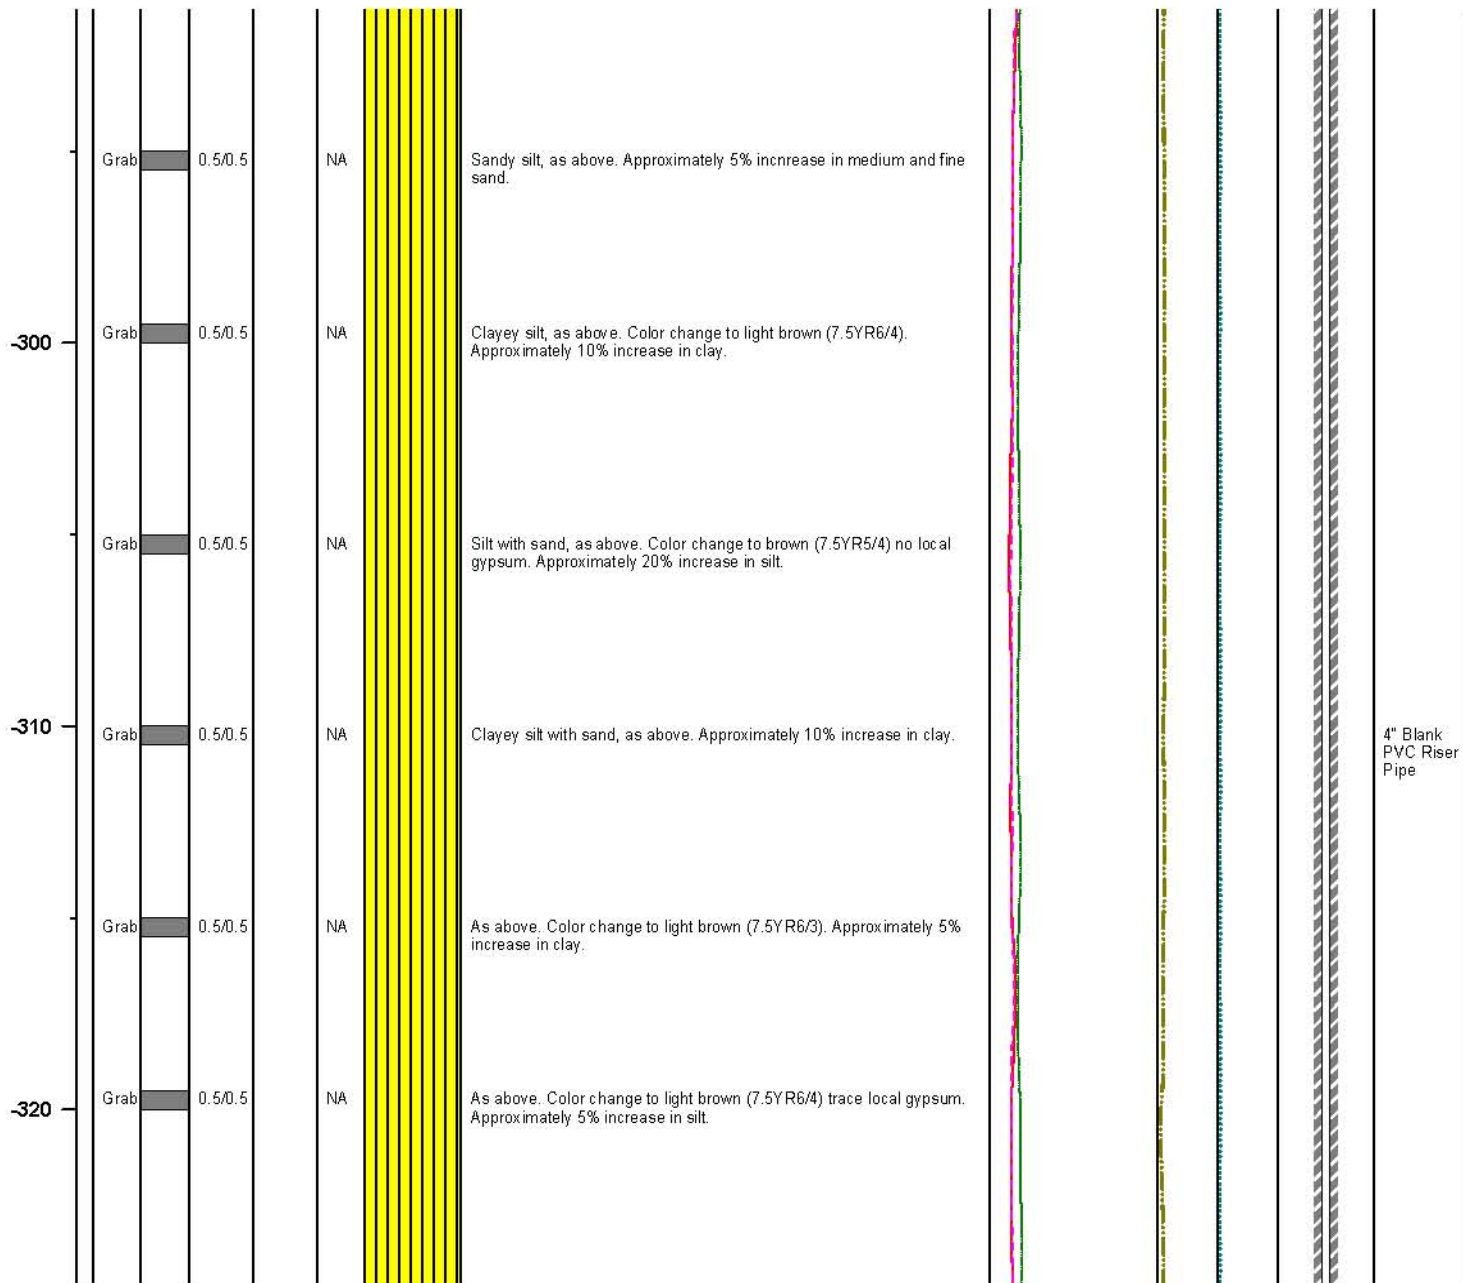 Grab 0.5/0.5 NA Sandy silt, as above. Approximately 5% incnrease in medium and fine
sand.
-300 Grab 0.5/0.5 NA Clayey silt, as above. Color change to light brown (7.5YR6/4).
Approximately 10% increase in clay.
Grab 0.5/0.5 NA Silt with sand, as above. Color change to brown (7.5YR5/4) no local
gypsum. Approximately 20% increase in silt.
-310 Grab 0.5/0.5 NA Clayey silt with sand, as above. Approximately 10% increase in clay.
4" Blank
PVC Riser
Pipe
Grab 0.5/0.5 NA As above. Color change to light brown (7.5YR6/3). Approximately 5%
increase in clay.
-320 Grab 0.5/0.5 NA As above. Color change to light brown (7.5YR6/4) trace local gypsum.
Approximately 5% increase in silt.